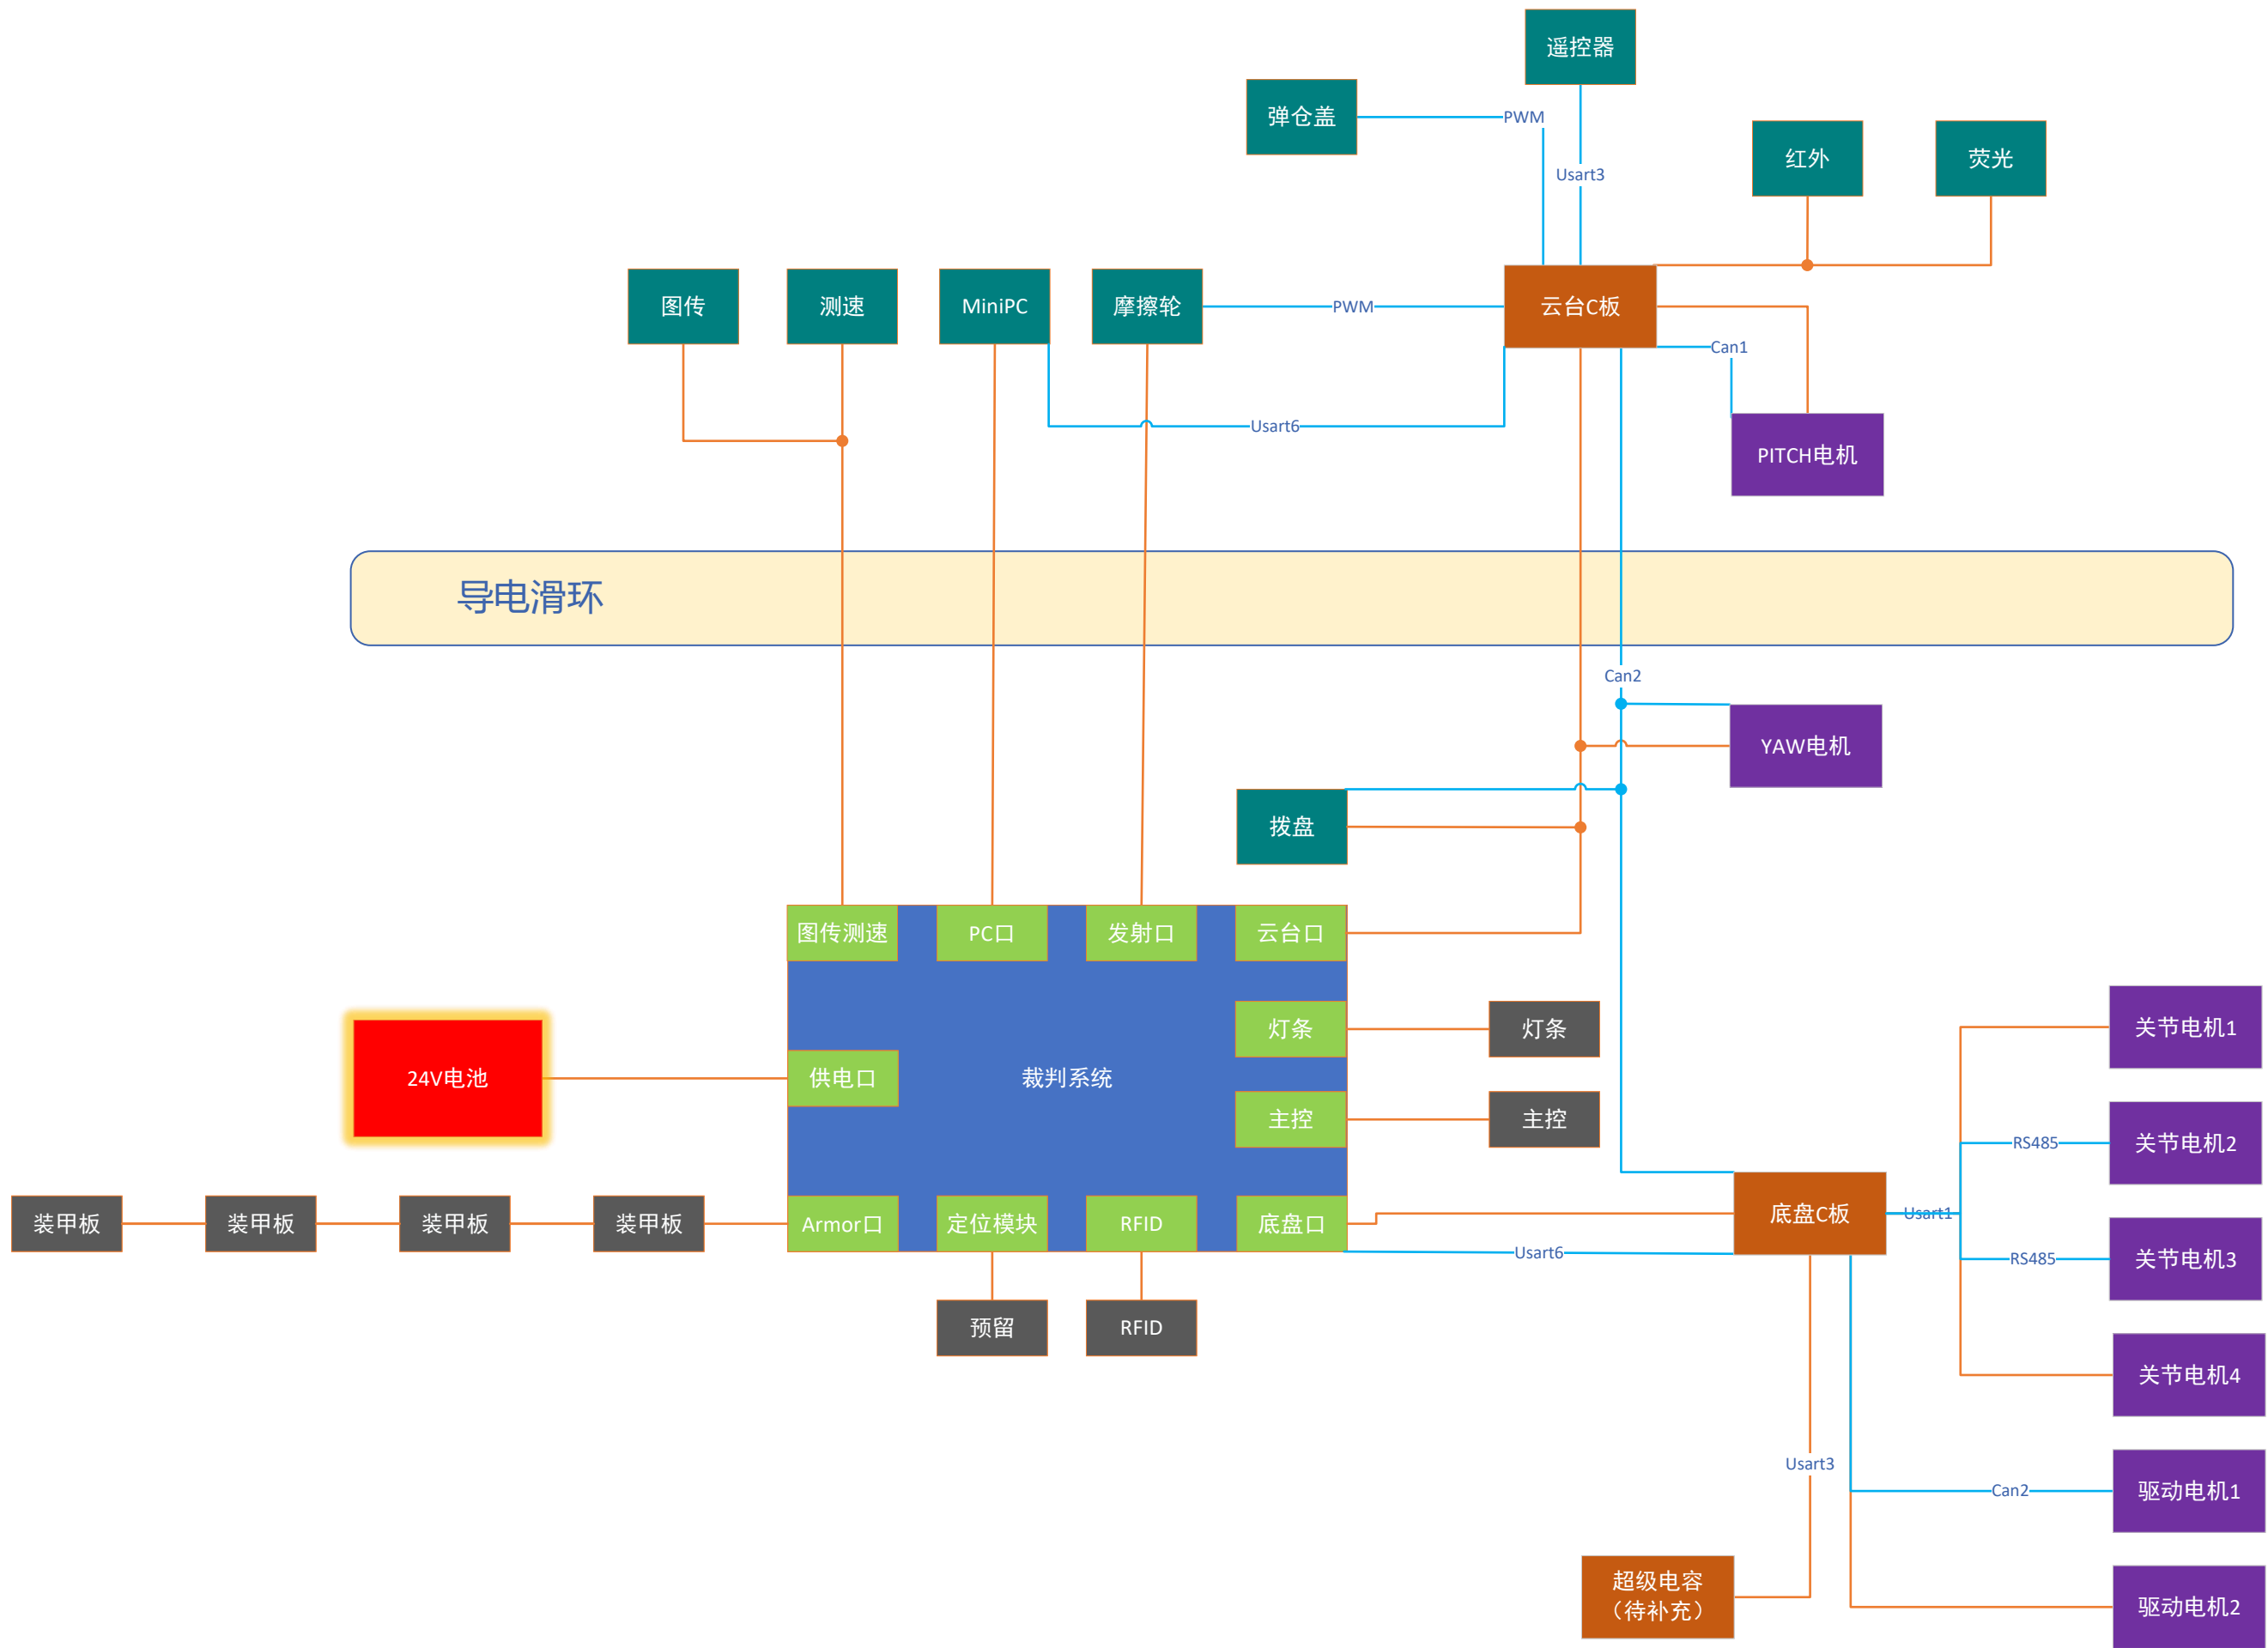 遥控器
弹仓盖
PWM
红外
荧光
Usart3
图传
测速
MiniPC
摩擦轮
PWM
云台C板
Can1
Usart6
PITCH电机
导电滑环
Can2
YAW电机
拨盘
图传测速
PC口
发射口
云台口
灯条
灯条
关节电机1
24V电池
供电口
裁判系统
主控
主控
关节电机2
RS485
装甲板
装甲板
装甲板
装甲板
Armor口
定位模块
RFID
底盘口
底盘C板
Usart1
Usart6
RS485
关节电机3
预留
RFID
关节电机4
Usart3
Can2
驱动电机1
超级电容
（待补充）
驱动电机2